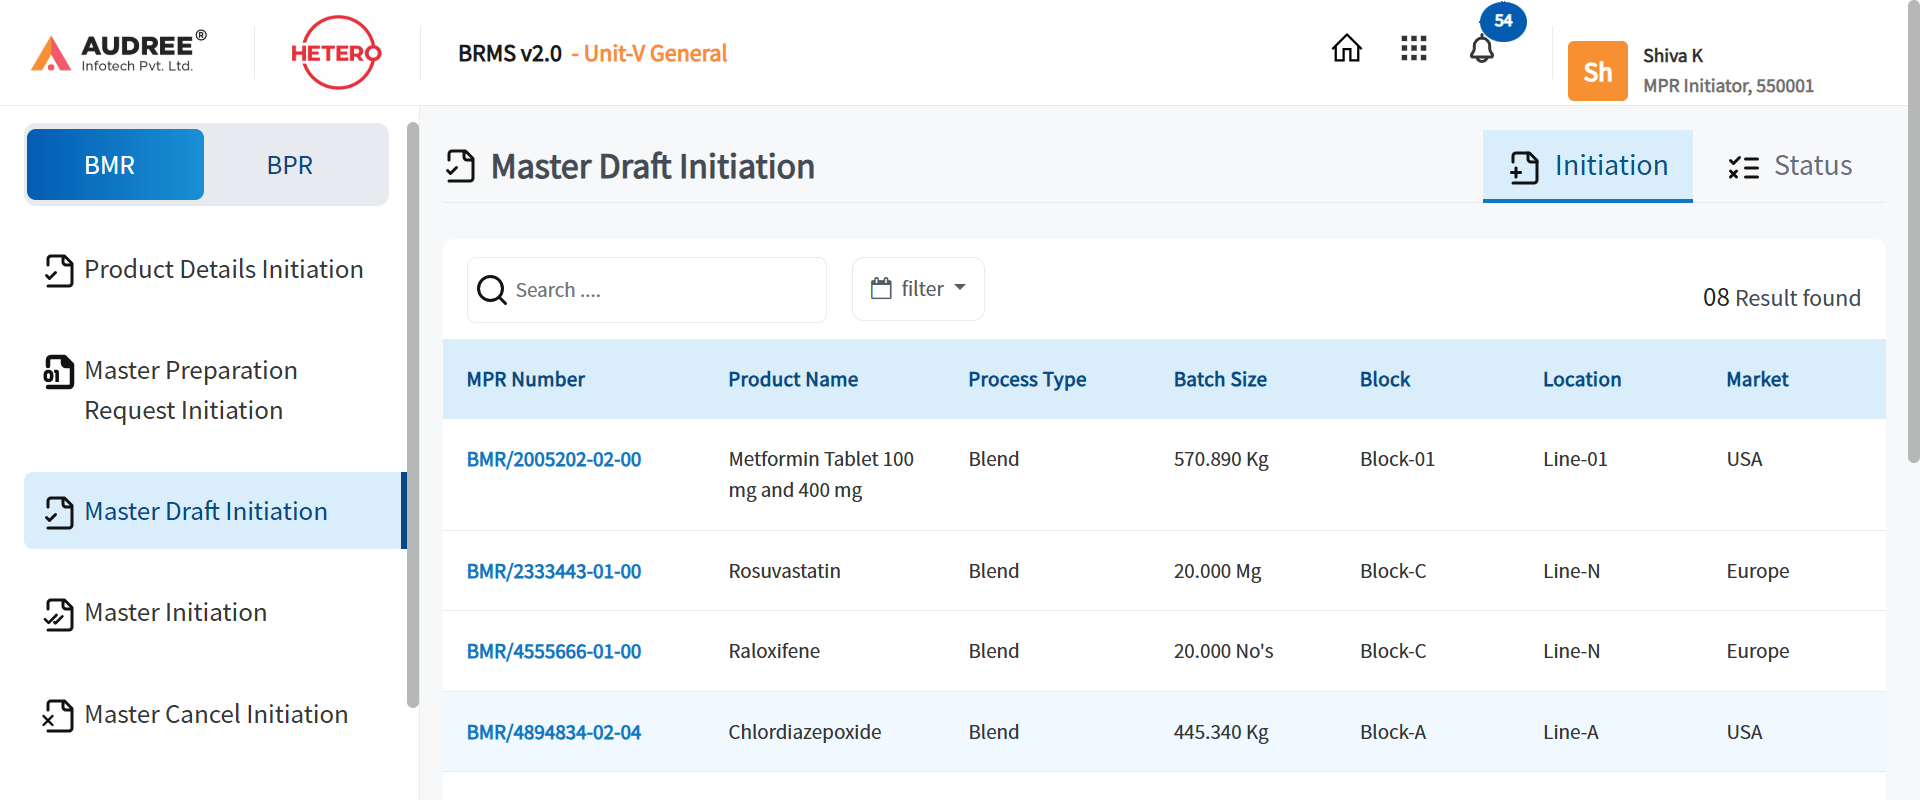 AUDREE®
Infotech Pvt. Ltd.
HETERO
BRMS v2.0 - Unit-V General
54
Sh
Shiva K
MPR Initiator, 550001
BMR
BPR
Product Details Initiation
01
Master Preparation
Request Initiation
Master Draft Initiation
Master Initiation
Master Cancel Initiation
Master Draft Initiation
Initiation
Status
Search ....
filter
08 Result found
MPR Number Product Name Process Type Batch Size Block Location Market
BMR/2005202-02-00 Metformin Tablet 100 Blend 570.890 Kg Block-01 Line-01 USA
mg and 400 mg
BMR/2333443-01-00 Rosuvastatin Blend 20.000 Mg Block-C Line-N Europe
BMR/4555666-01-00 Raloxifene Blend 20.000 No's Block-C Line-N Europe
BMR/4894834-02-04 Chlordiazepoxide Blend 445.340 Kg Block-A Line-A USA